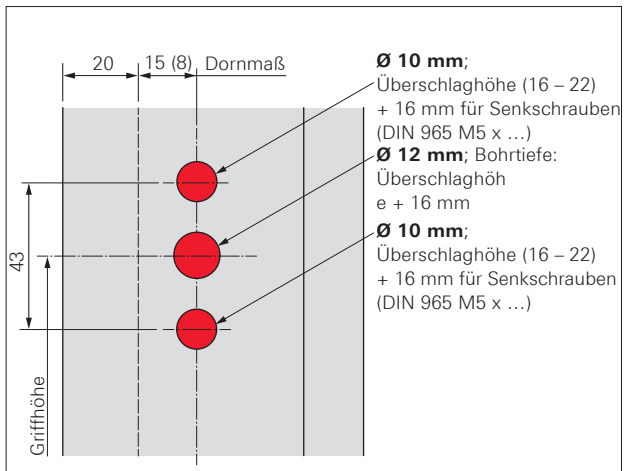 20
15 (8) Dornmaß
Ø 10 mm;
Überschlaghöhe (16 – 22)
+ 16 mm für Senkschrauben
(DIN 965 M5 x …)
Ø 12 mm; Bohrtiefe:
Überschlaghöh
e + 16 mm
Ø 10 mm;
Überschlaghöhe (16 – 22)
+ 16 mm für Senkschrauben
(DIN 965 M5 x …)
43
Griffhöhe